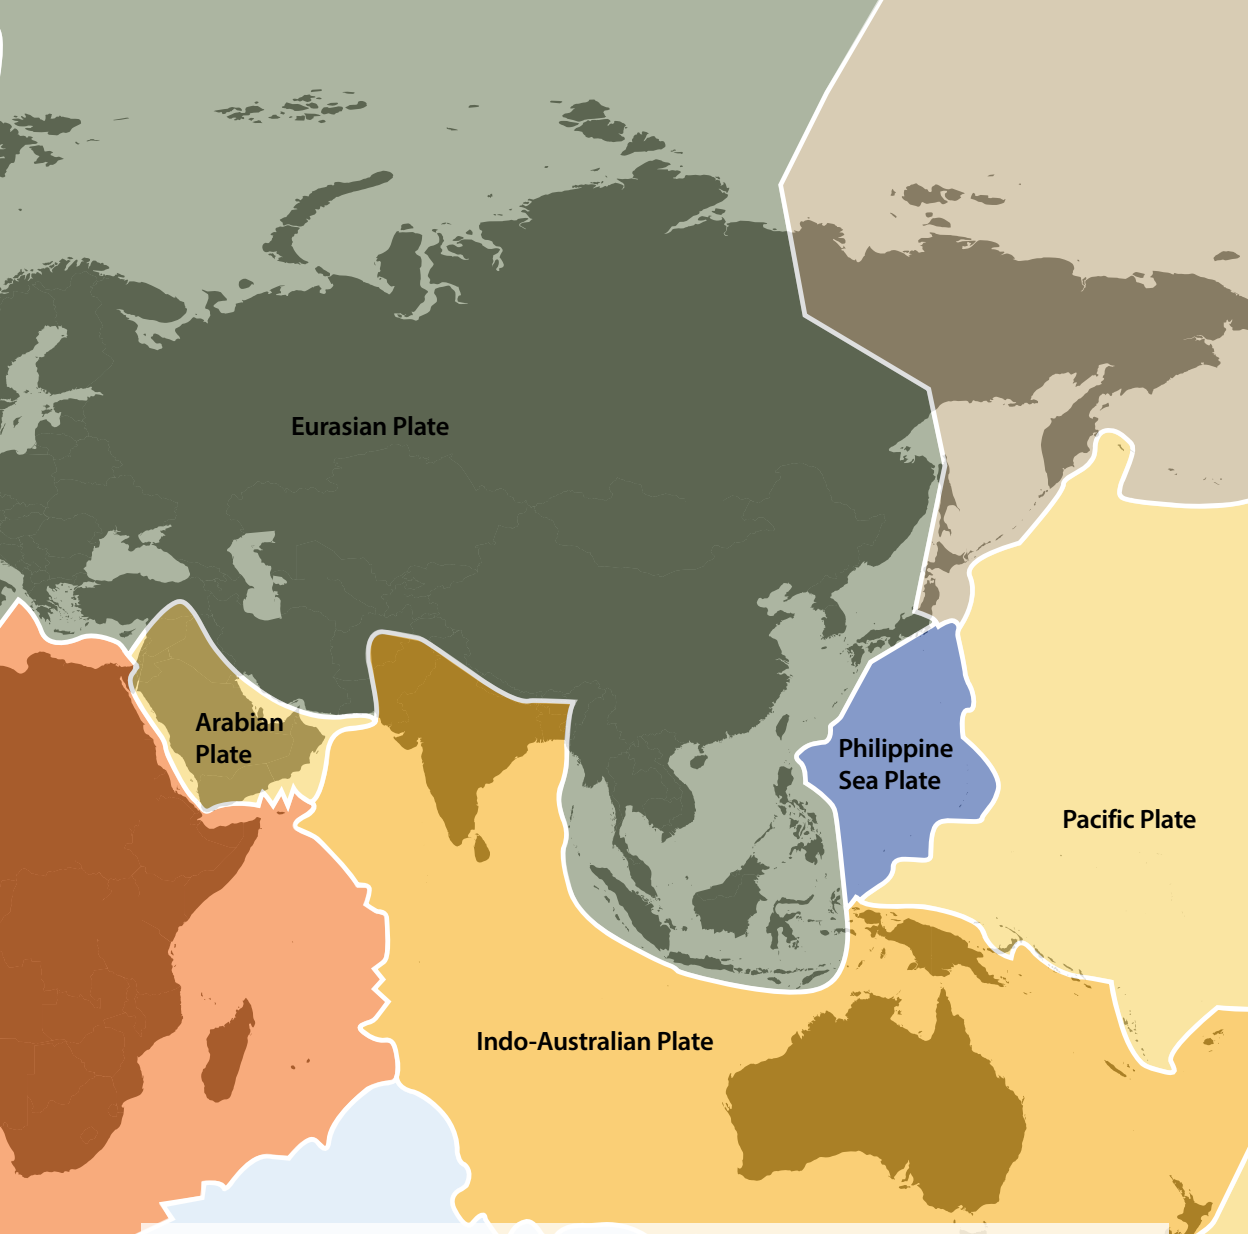 Eurasian Plate
Arabian
Plate
Philippine
Sea Plate
Pacific Plate
Indo-Australian Plate